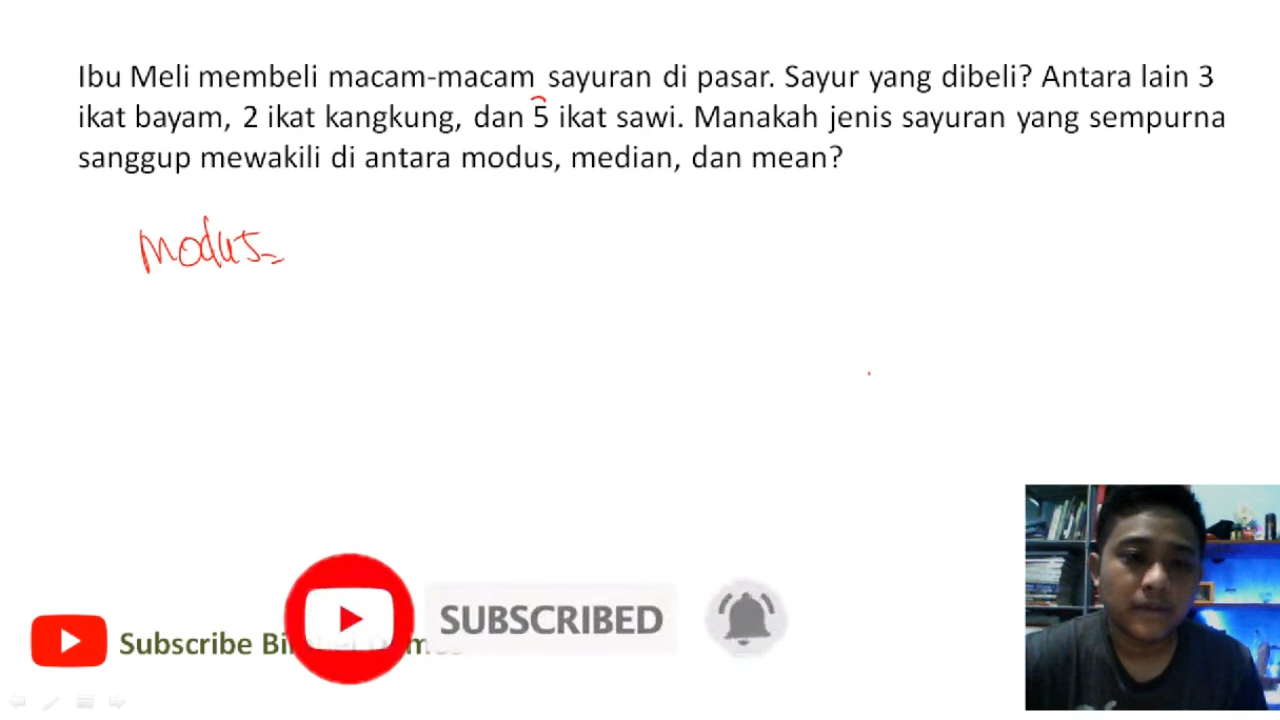 Ibu Meli membeli macam-macam sayuran di pasar. Sayur yang dibeli? Antara lain 3
ikat bayam, 2 ikat kangkung, dan 5 ikat sawi. Manakah jenis sayuran yang sempurna
sanggup mewakili di antara modus, median, dan mean?
Modus =
SUBSCRIBED
Subscribe